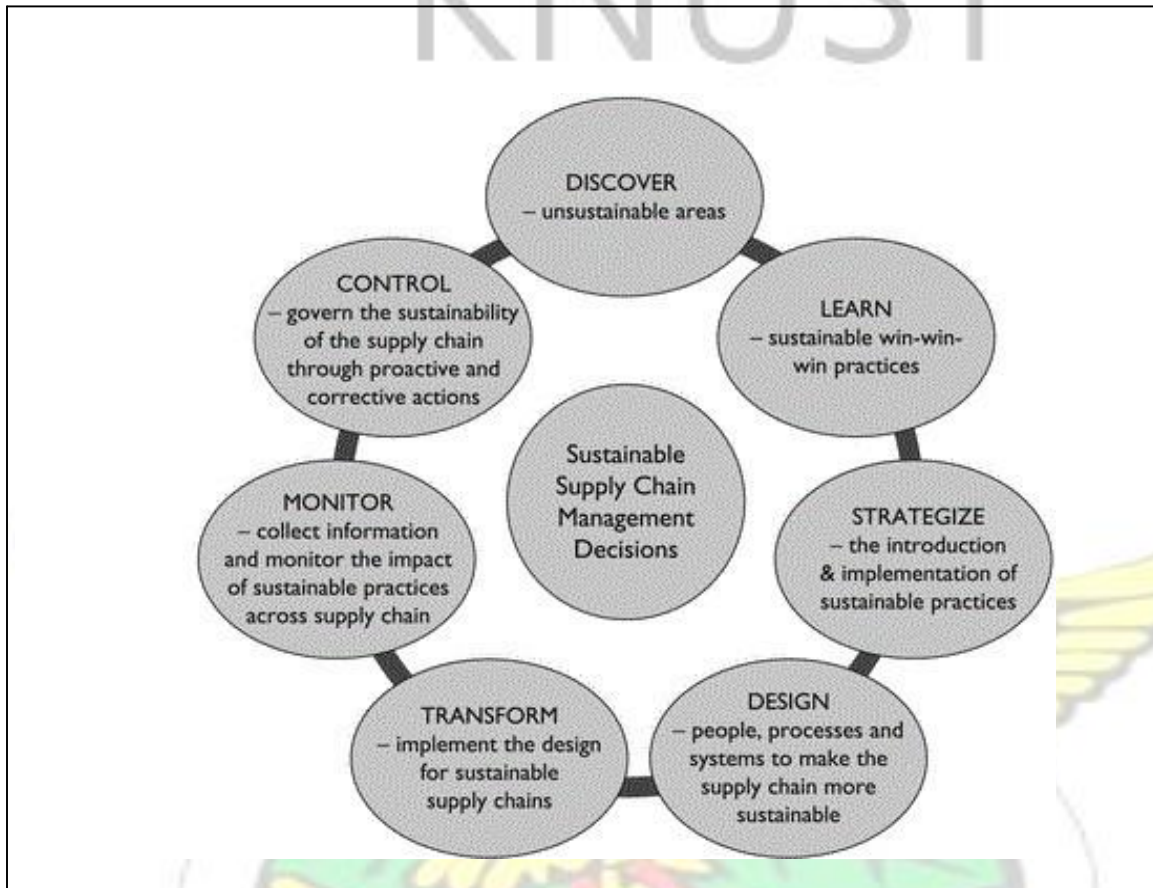 KNUST
DISCOVER
– unsustainable areas
LEARN
– sustainable win-win-
win practices
STRATEGIZE
– the introduction
& implementation of
sustainable practices
DESIGN
– people, processes and
systems to make the
supply chain more
sustainable
TRANSFORM
– implement the design
for sustainable
supply chains
MONITOR
– collect information
and monitor the impact
of sustainable practices
across supply chain
CONTROL
– govern the sustainability
of the supply chain
through proactive and
corrective actions
Sustainable
Supply Chain
Management
Decisions